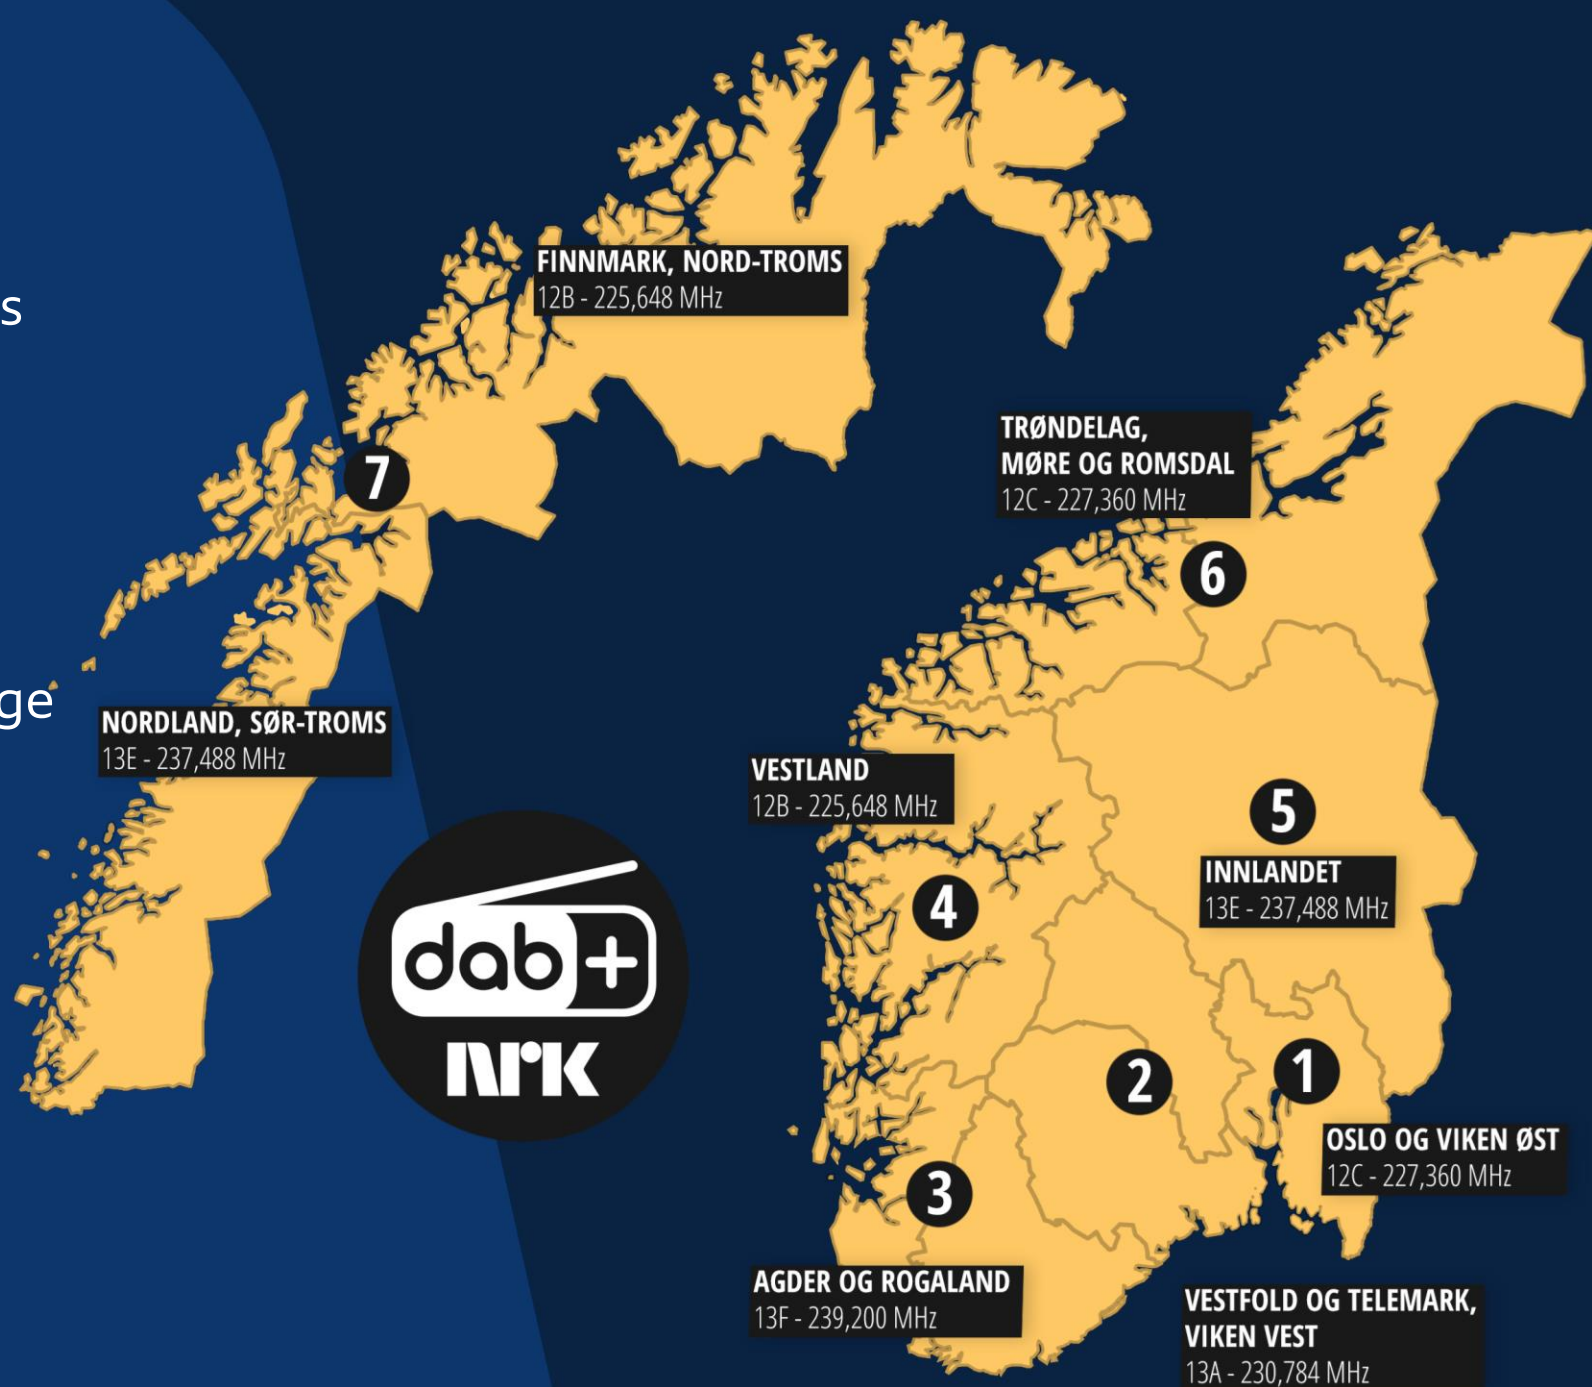 s
ge
FINNMARK, NORD-TROMS
12B - 225,648 MHz
7
NORDLAND, SØR-TROMS
13E - 237,488 MHz
dab+
NRK
TRØNDELAG,
MØRE OG ROMSDAL
12C - 227,360 MHz
6
VESTLAND
12B - 225,648 MHz
4
5
INNLANDET
13E - 237,488 MHz
2
1
OSLO OG VIKEN ØST
12C - 227,360 MHz
3
AGDER OG ROGALAND
13F - 239,200 MHz
VESTFOLD OG TELEMARK,
VIKEN VEST
13A - 230,784 MHz